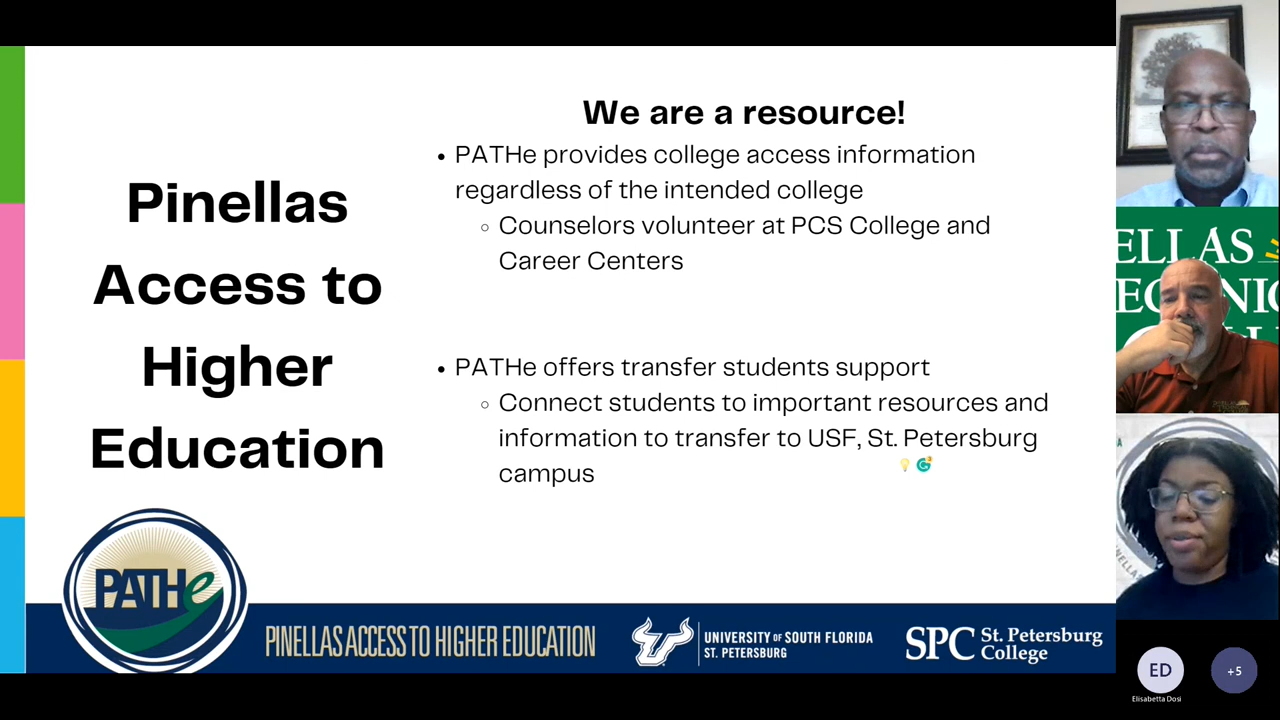 We are a resource!
• PATHe provides college access information
regardless of the intended college
○ Counselors volunteer at PCS College and
Career Centers
Pinellas
Access to
Higher
Education
• PATHe offers transfer students support
○ Connect students to important resources and
information to transfer to USF, St. Petersburg
campus
PATHe
PINELLAS ACCESS TO HIGHER EDUCATION
UNIVERSITY of SOUTH FLORIDA
ST. PETERSBURG
SPC St. Petersburg
College
ELLAS
ED
+5
Elisabetta Dosi